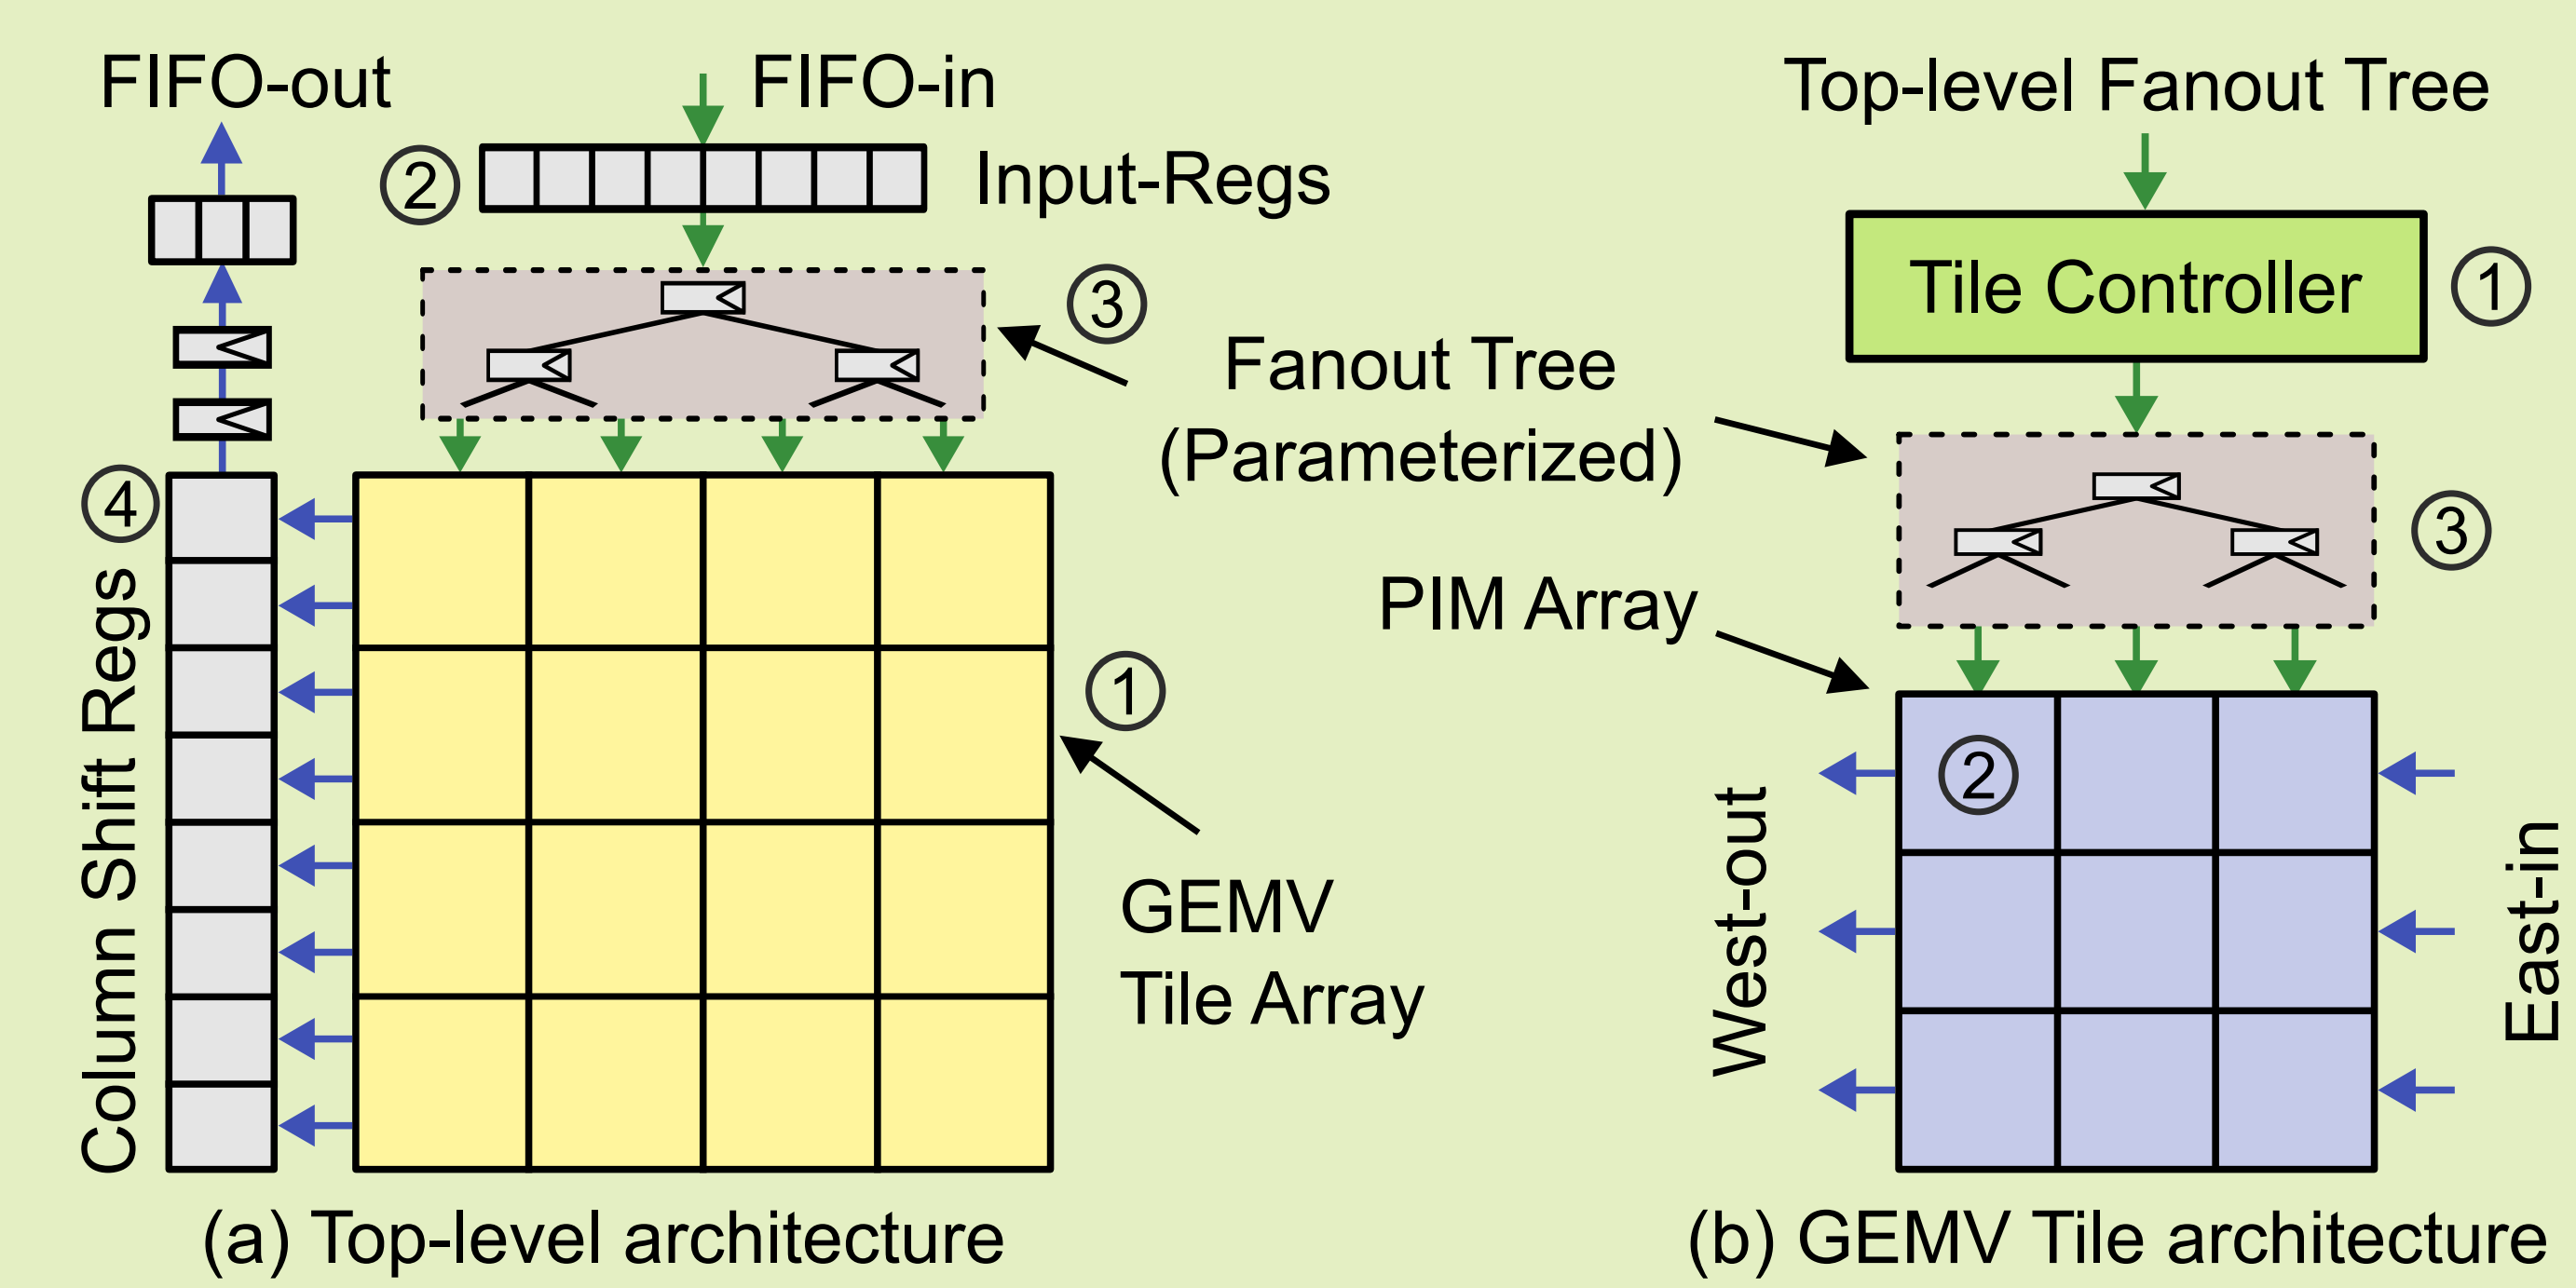 FIFO-out
FIFO-in
② Input-Regs
③
④
Column Shift Regs
①
GEMV
Tile Array
Fanout Tree
(Parameterized)
PIM Array
(a) Top-level architecture
Top-level Fanout Tree
Tile Controller ①
③
②
West-out
East-in
(b) GEMV Tile architecture